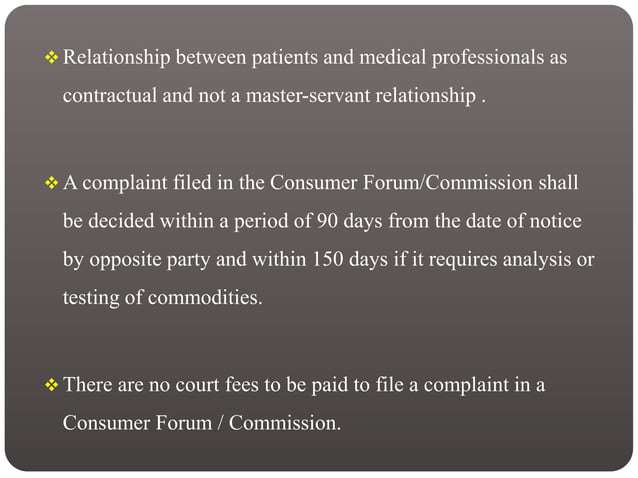 ❖ Relationship between patients and medical professionals as
contractual and not a master-servant relationship .
❖ A complaint filed in the Consumer Forum/Commission shall
be decided within a period of 90 days from the date of notice
by opposite party and within 150 days if it requires analysis or
testing of commodities.
❖ There are no court fees to be paid to file a complaint in a
Consumer Forum / Commission.